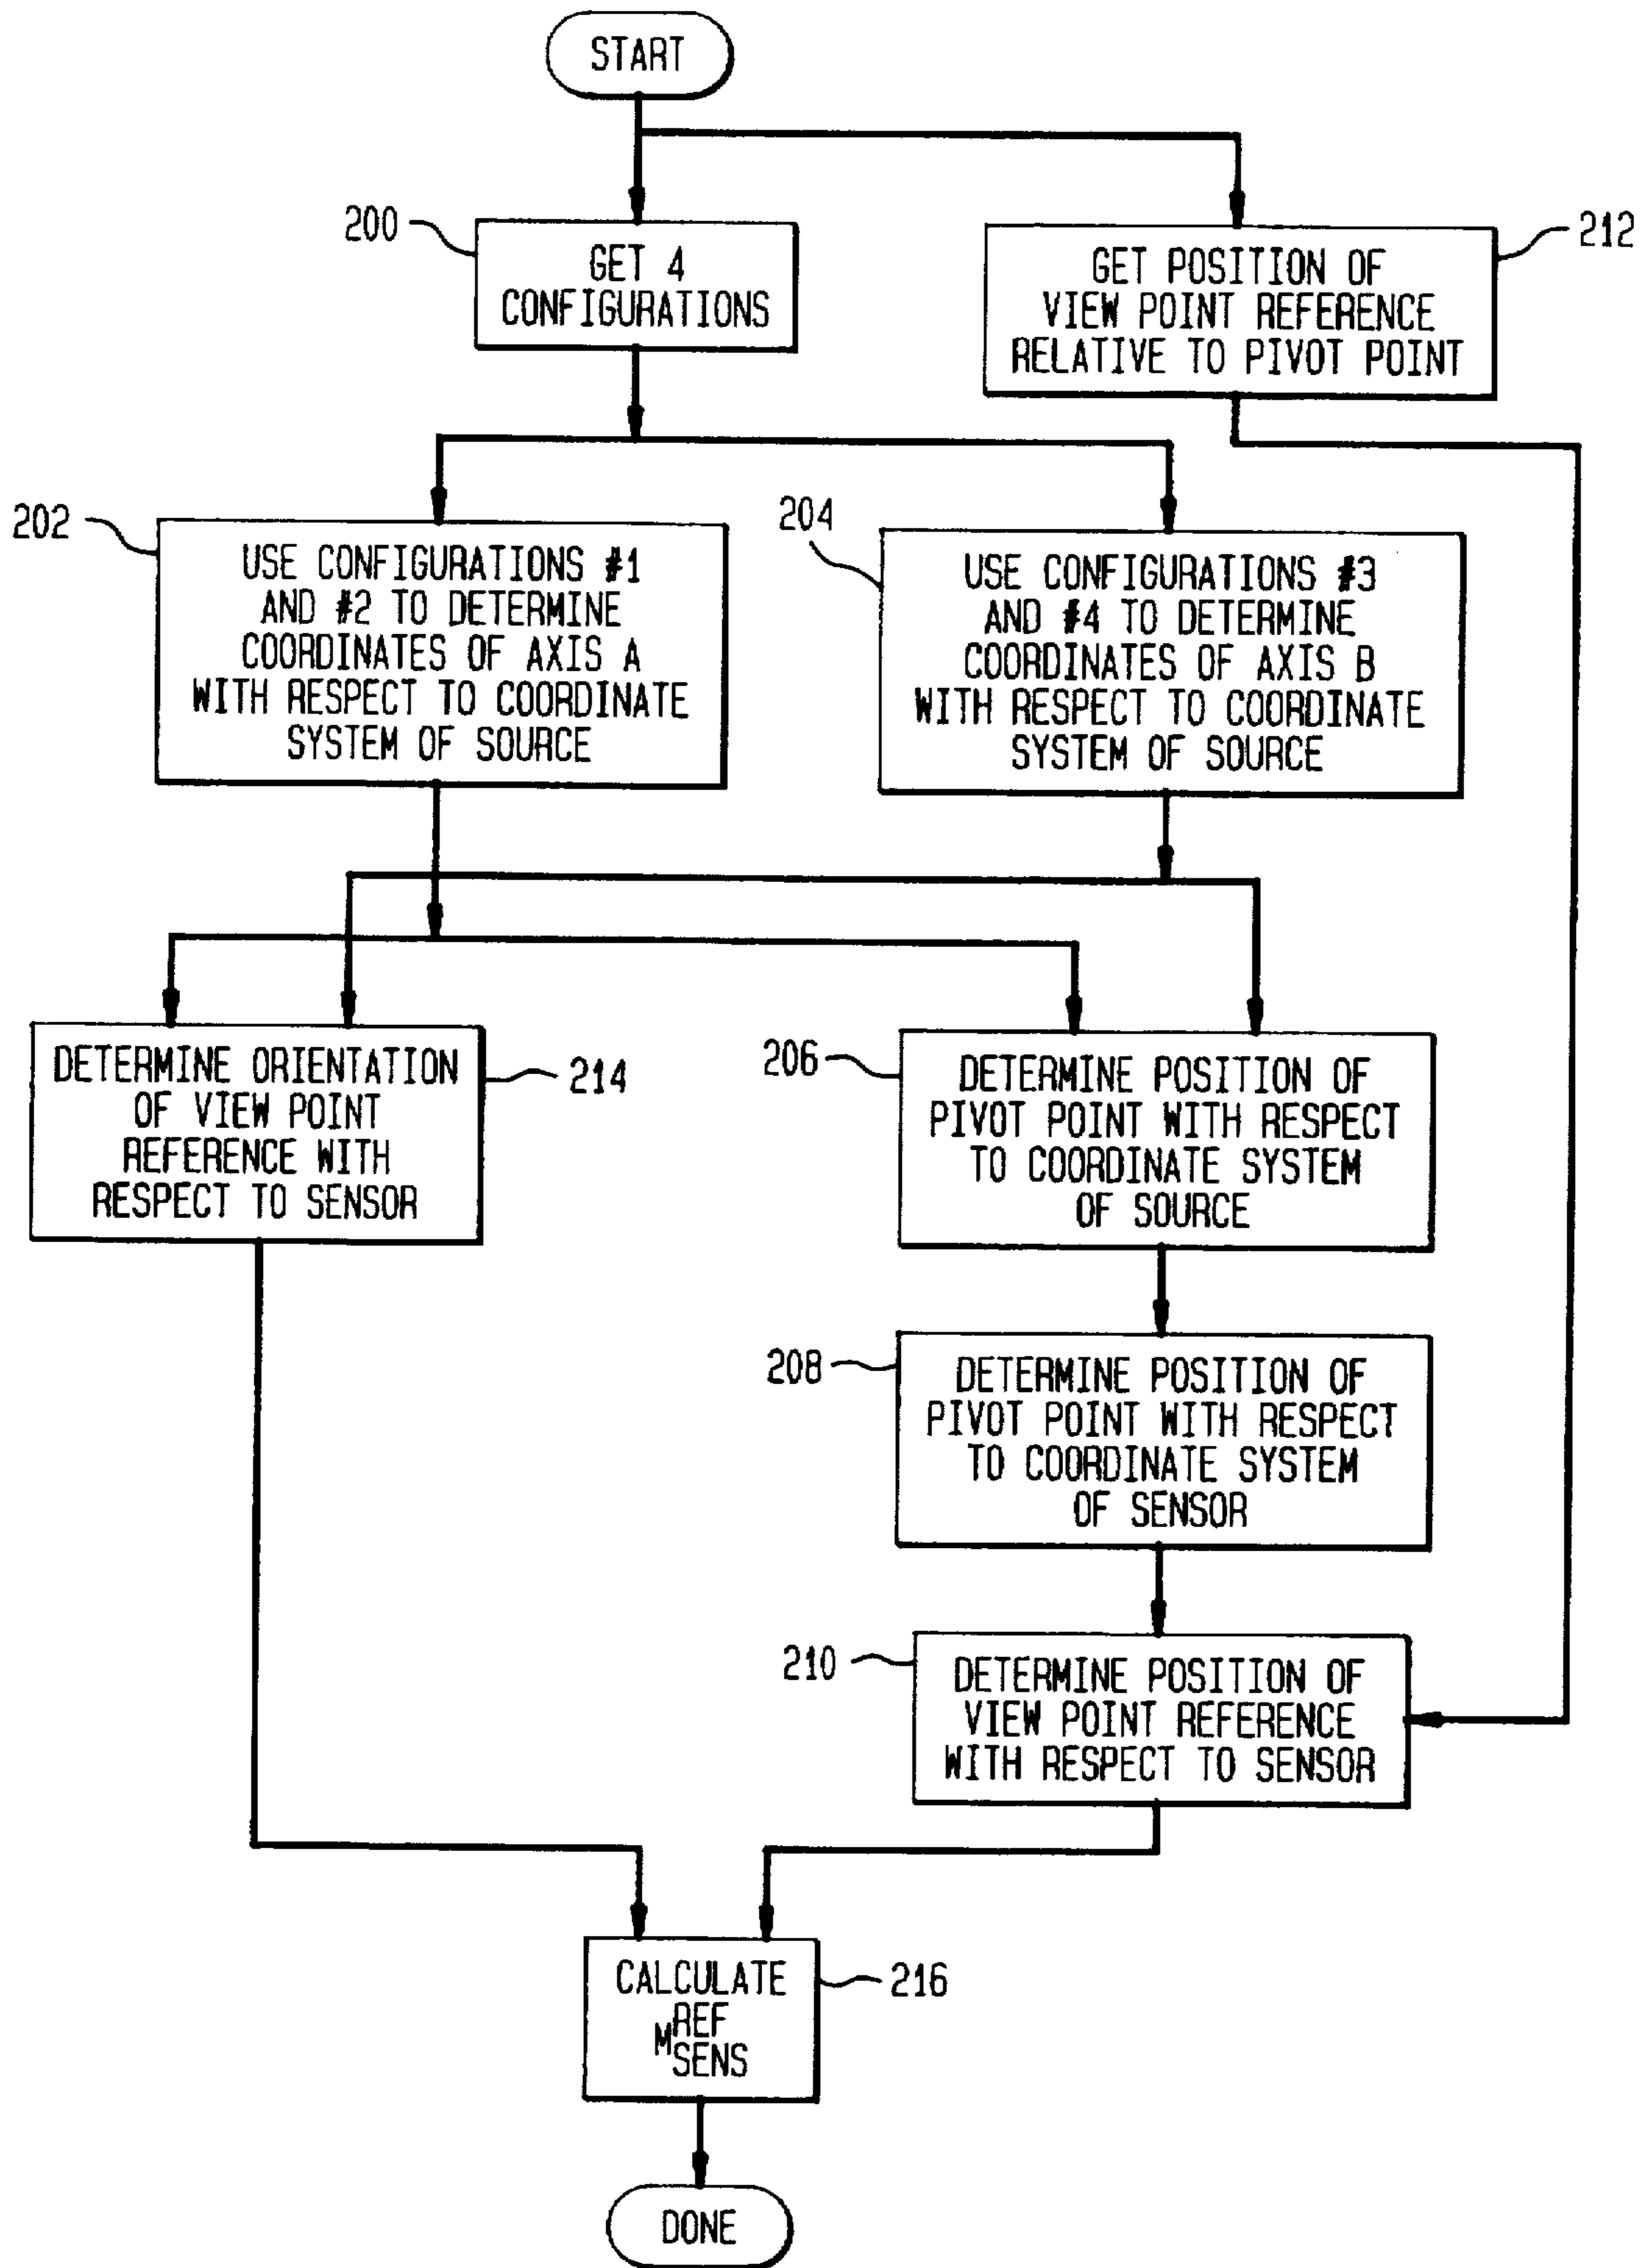 START
200
GET 4
CONFIGURATIONS
212
GET POSITION OF
VIEW POINT REFERENCE
RELATIVE TO PIVOT POINT
202
USE CONFIGURATIONS #1
AND #2 TO DETERMINE
COORDINATES OF AXIS A
WITH RESPECT TO COORDINATE
SYSTEM OF SOURCE
204
USE CONFIGURATIONS #3
AND #4 TO DETERMINE
COORDINATES OF AXIS B
WITH RESPECT TO COORDINATE
SYSTEM OF SOURCE
DETERMINE ORIENTATION
OF VIEW POINT
REFERENCE WITH
RESPECT TO SENSOR
214
206
DETERMINE POSITION OF
PIVOT POINT WITH RESPECT
TO COORDINATE SYSTEM
OF SOURCE
208
DETERMINE POSITION OF
PIVOT POINT WITH RESPECT
TO COORDINATE SYSTEM
OF SENSOR
210
DETERMINE POSITION OF
VIEW POINT REFERENCE
WITH RESPECT TO SENSOR
CALCULATE
REF
M
SENS
216
DONE